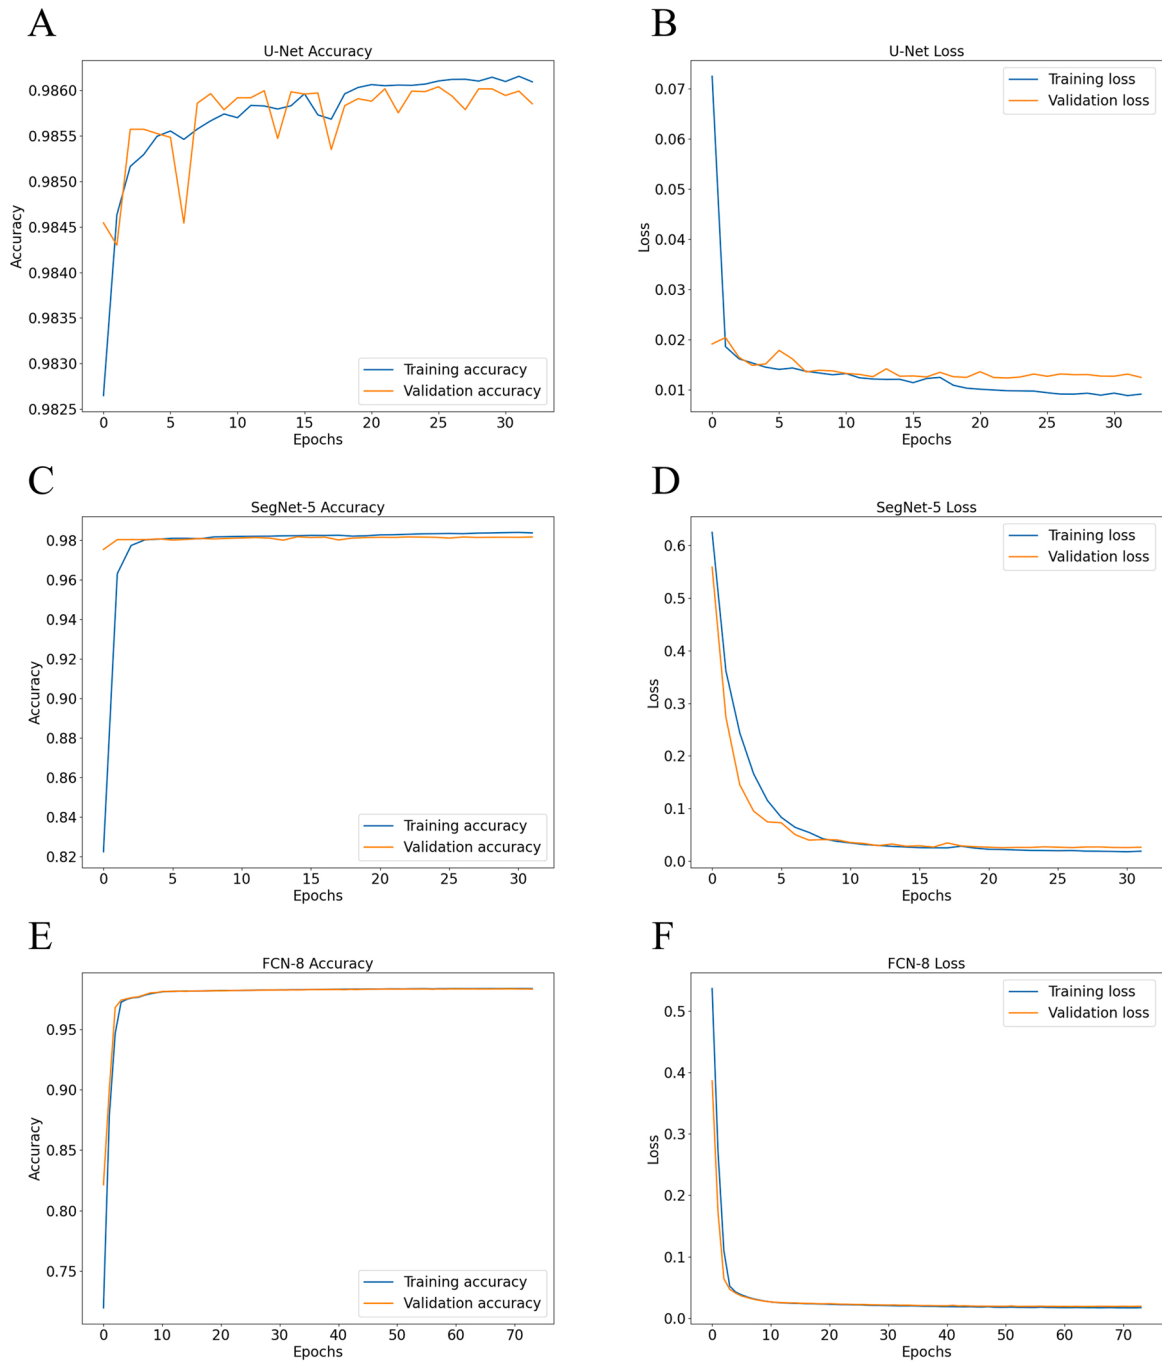 A
U-Net Accuracy
0.9860
0.9855
0.9850
0.9845
0.9840
0.9835
0.9830
0.9825
Accuracy
0 5 10 15 20 25 30
Epochs
Training accuracy
Validation accuracy
B
U-Net Loss
0.07
0.06
0.05
0.04
0.03
0.02
0.01
Loss
0 5 10 15 20 25 30
Epochs
Training loss
Validation loss
C
SegNet-5 Accuracy
0.98
0.96
0.94
0.92
0.90
0.88
0.86
0.84
0.82
Accuracy
0 5 10 15 20 25 30
Epochs
Training accuracy
Validation accuracy
D
SegNet-5 Loss
0.6
0.5
0.4
0.3
0.2
0.1
0.0
Loss
0 5 10 15 20 25 30
Epochs
Training loss
Validation loss
E
FCN-8 Accuracy
0.95
0.90
0.85
0.80
0.75
Accuracy
0 10 20 30 40 50 60 70
Epochs
Training accuracy
Validation accuracy
F
FCN-8 Loss
0.5
0.4
0.3
0.2
0.1
0.0
Loss
0 10 20 30 40 50 60 70
Epochs
Training loss
Validation loss